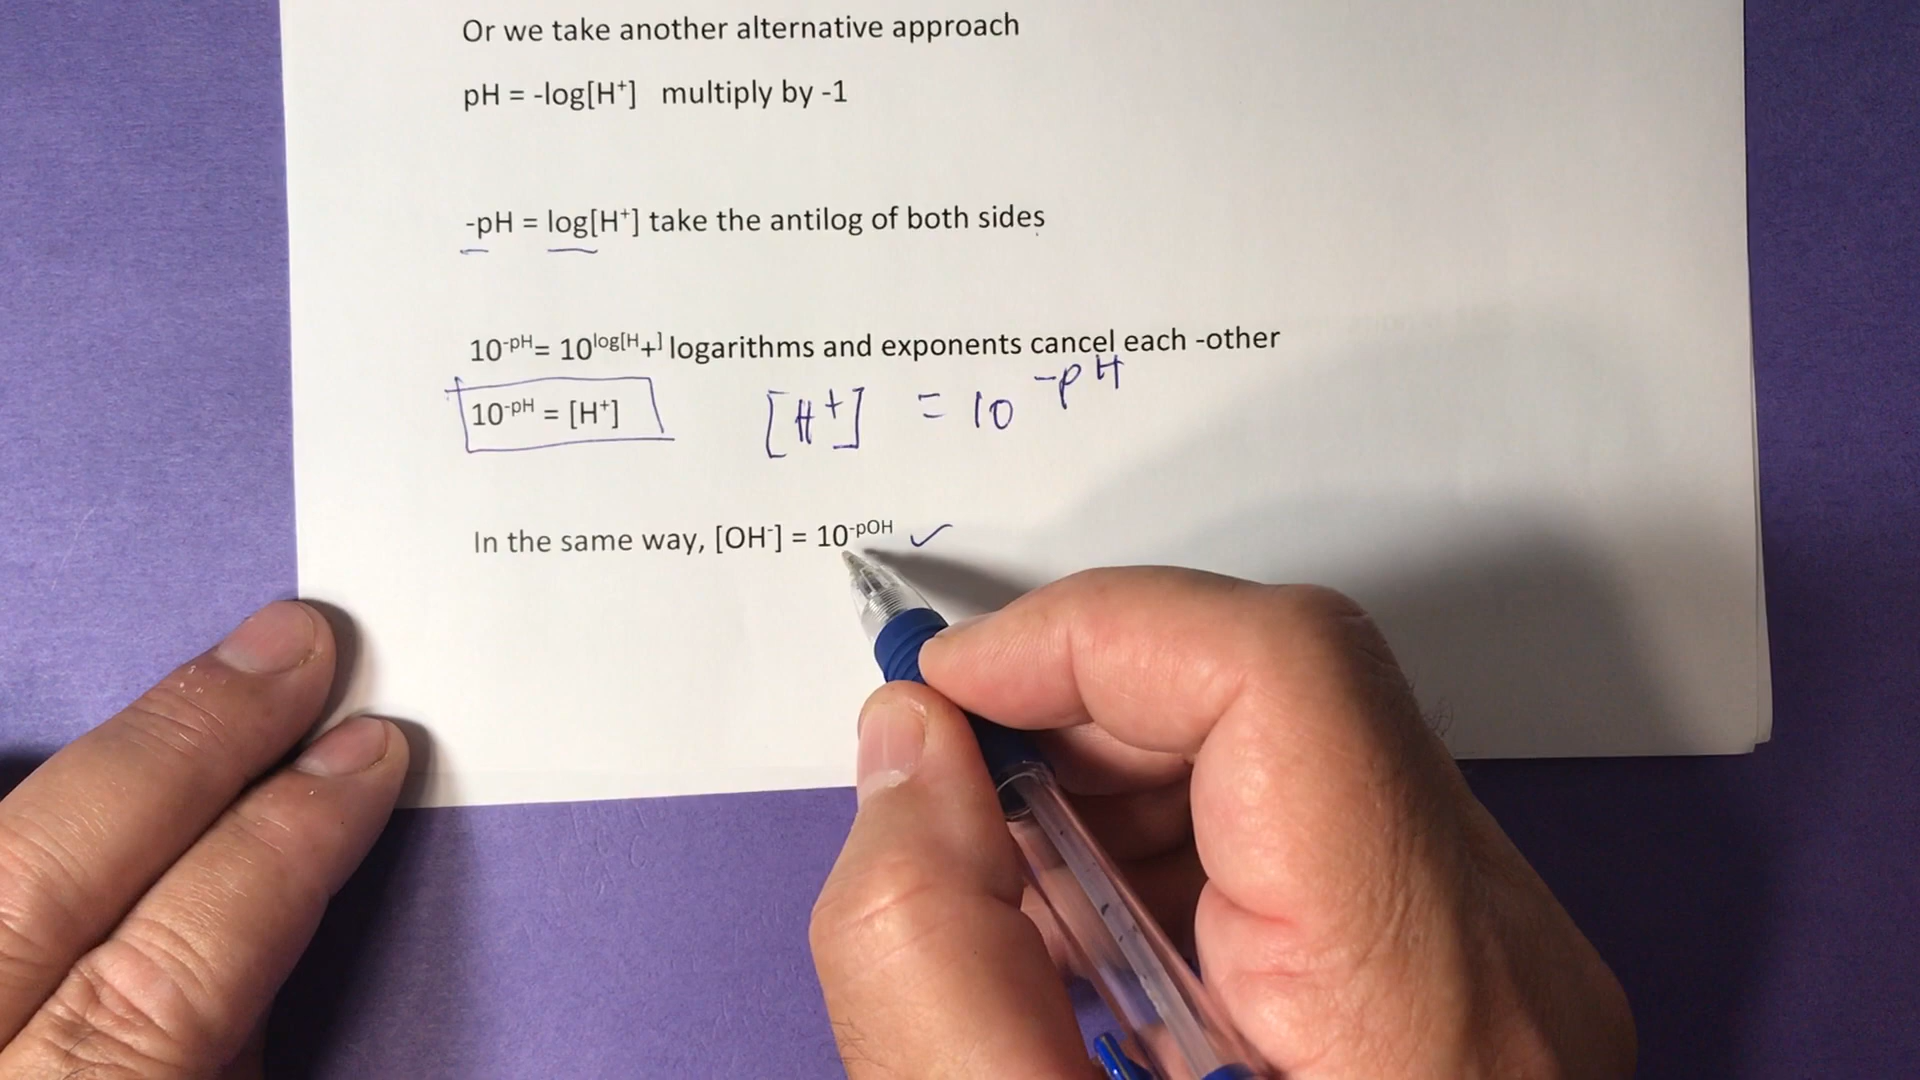 Or we take another alternative approach
pH = -log[H⁺] multiply by -1
-pH = log[H⁺] take the antilog of both sides
10⁻ᵖᴴ= 10ˡᵒᵍ[ᴴ+] logarithms and exponents cancel each -other
10⁻ᵖᴴ = [H⁺] [H⁺] = 10⁻ᵖᴴ
In the same way, [OH⁻] = 10⁻ᵖᴼᴴ ✓